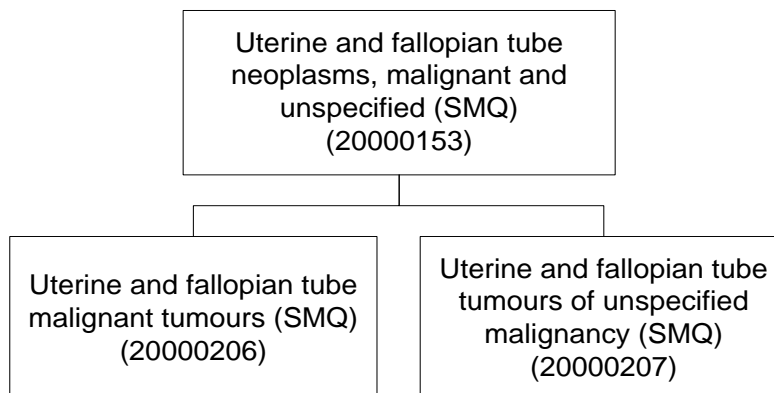 Uterine and fallopian tube
neoplasms, malignant and
unspecified (SMQ)
(20000153)
Uterine and fallopian tube
malignant tumours (SMQ)
(20000206)
Uterine and fallopian tube
tumours of unspecified
malignancy (SMQ)
(20000207)